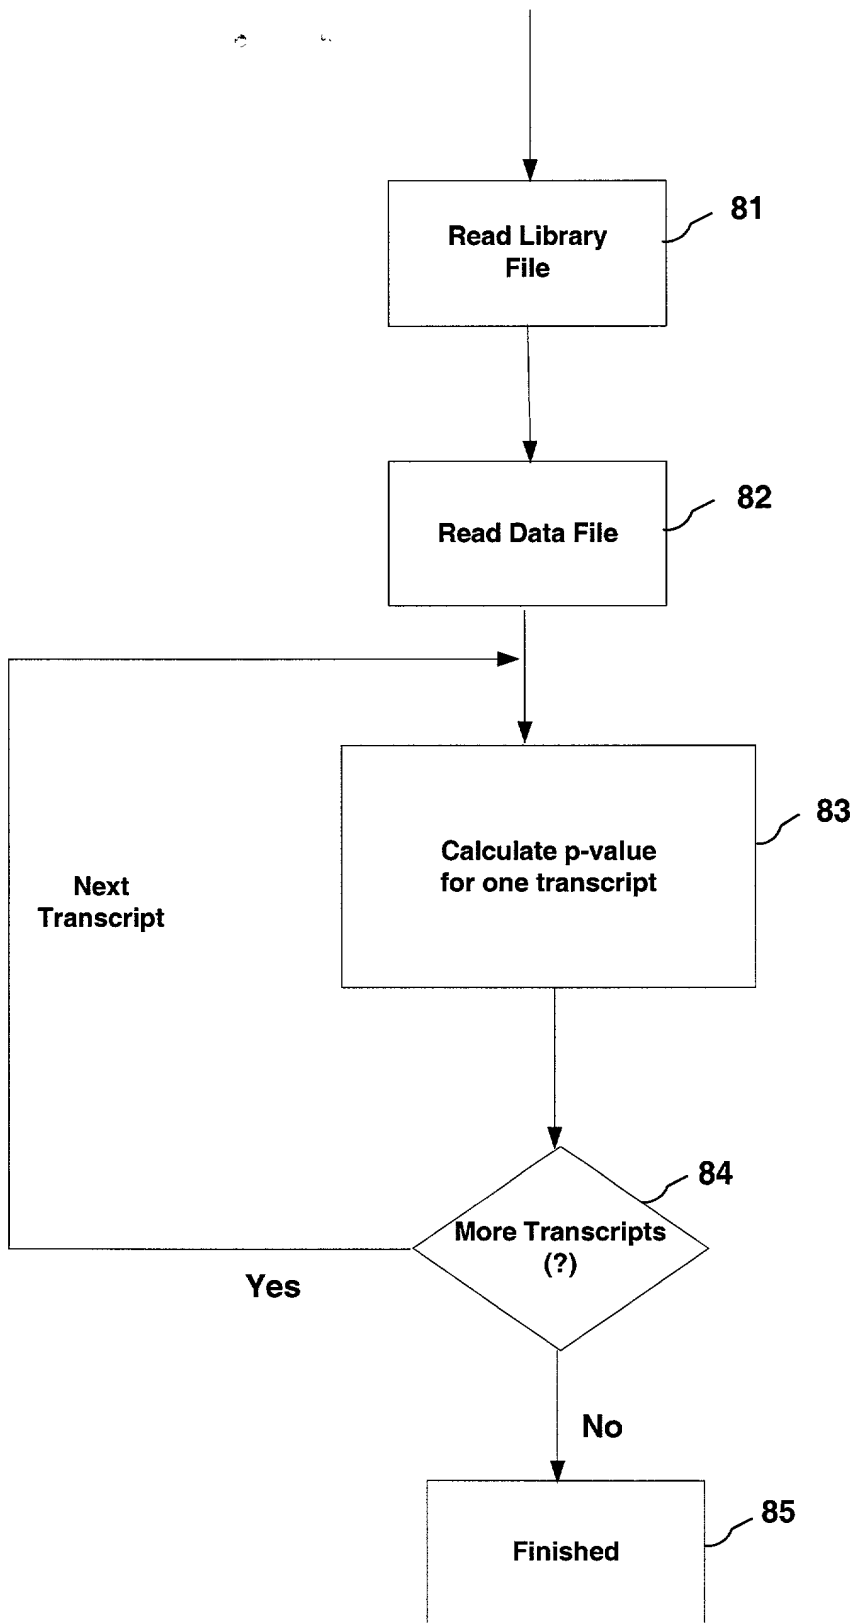 81
Read Library
File
82
Read Data File
83
Calculate p-value
for one transcript
Next
Transcript
84
More Transcripts
(?)
Yes
No
85
Finished